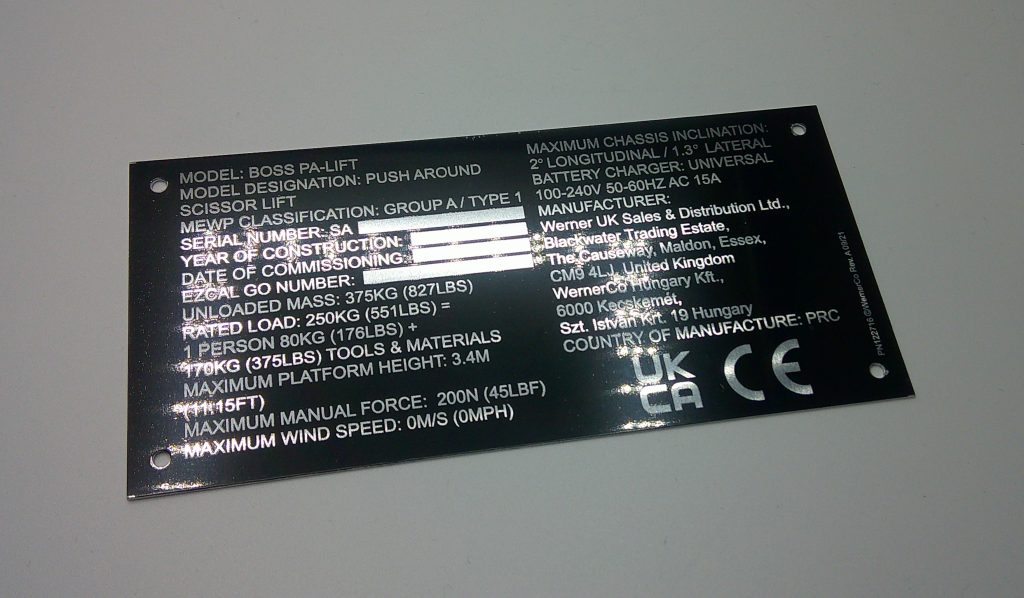 MODEL: BOSS PA-LIFT
MODEL DESIGNATION: PUSH AROUND
SCISSOR LIFT
MEWP CLASSIFICATION: GROUP A / TYPE 1
SERIAL NUMBER: SA
YEAR OF CONSTRUCTION:
DATE OF COMMISSIONING:
EZCAL GO NUMBER:
UNLOADED MASS: 375KG (827LBS)
RATED LOAD: 250KG (551LBS) =
1 PERSON 80KG (176LBS) +
170KG (375LBS) TOOLS & MATERIALS
MAXIMUM PLATFORM HEIGHT: 3.4M
(11.15FT)
MAXIMUM MANUAL FORCE: 200N (45LBF)
MAXIMUM WIND SPEED: 0M/S (0MPH)
MAXIMUM CHASSIS INCLINATION:
2° LONGITUDINAL / 1.3° LATERAL
BATTERY CHARGER: UNIVERSAL
100-240V 50-60HZ AC 15A
MANUFACTURER:
Werner UK Sales & Distribution Ltd.,
Blackwater Trading Estate,
The Causeway, Maldon, Essex,
CM9 4LJ, United Kingdom
WernerCo Hungary Kft.,
6000 Kecskemét,
Szt. István Krt. 19 Hungary
COUNTRY OF MANUFACTURE: PRC
UK
CA
CE
PN122716 ©WernerCo Rev. A 09/21